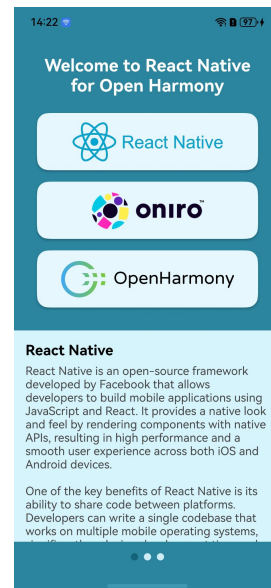 14:22
97
Welcome to React Native
for Open Harmony
React Native
oniro™
OpenHarmony
React Native
React Native is an open-source framework
developed by Facebook that allows
developers to build mobile applications using
JavaScript and React. It provides a native look
and feel by rendering components with native
APIs, resulting in high performance and a
smooth user experience across both iOS and
Android devices.
One of the key benefits of React Native is its
ability to share code between platforms.
Developers can write a single codebase that
works on multiple mobile operating systems,